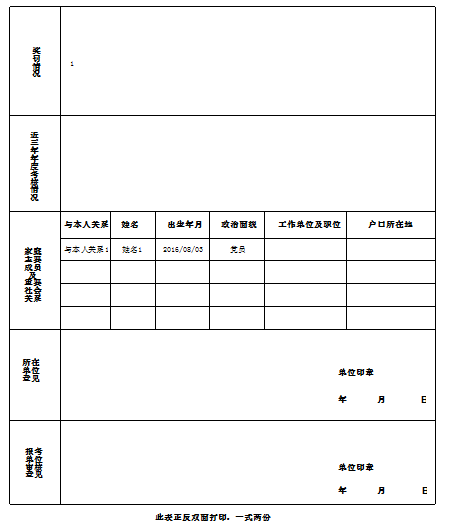 奖惩情况
1
近三年年度考核情况
与本人关系 姓名 出生年月 政治面貌 工作单位及职位 户口所在地
家庭主要成员及重要社会关系
与本人关系1 姓名1 2016/08/03 党员
所在单位意见
单位印章
年 月 日
报考单位审核意见
单位印章
年 月 日
此表正反双面打印，一式两份